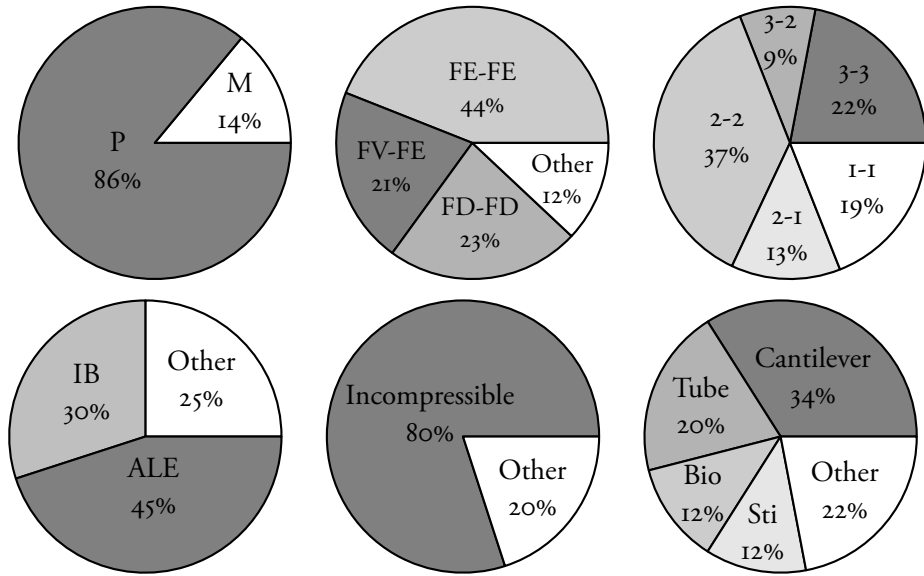 M
14%
P
86%
FE-FE
44%
FV-FE
21%
FD-FD
23%
Other
12%
3-2
9%
3-3
22%
2-2
37%
1-1
19%
2-1
13%
IB
30%
Other
25%
ALE
45%
Incompressible
80%
Other
20%
Cantilever
34%
Tube
20%
Bio
12%
Sti
12%
Other
22%